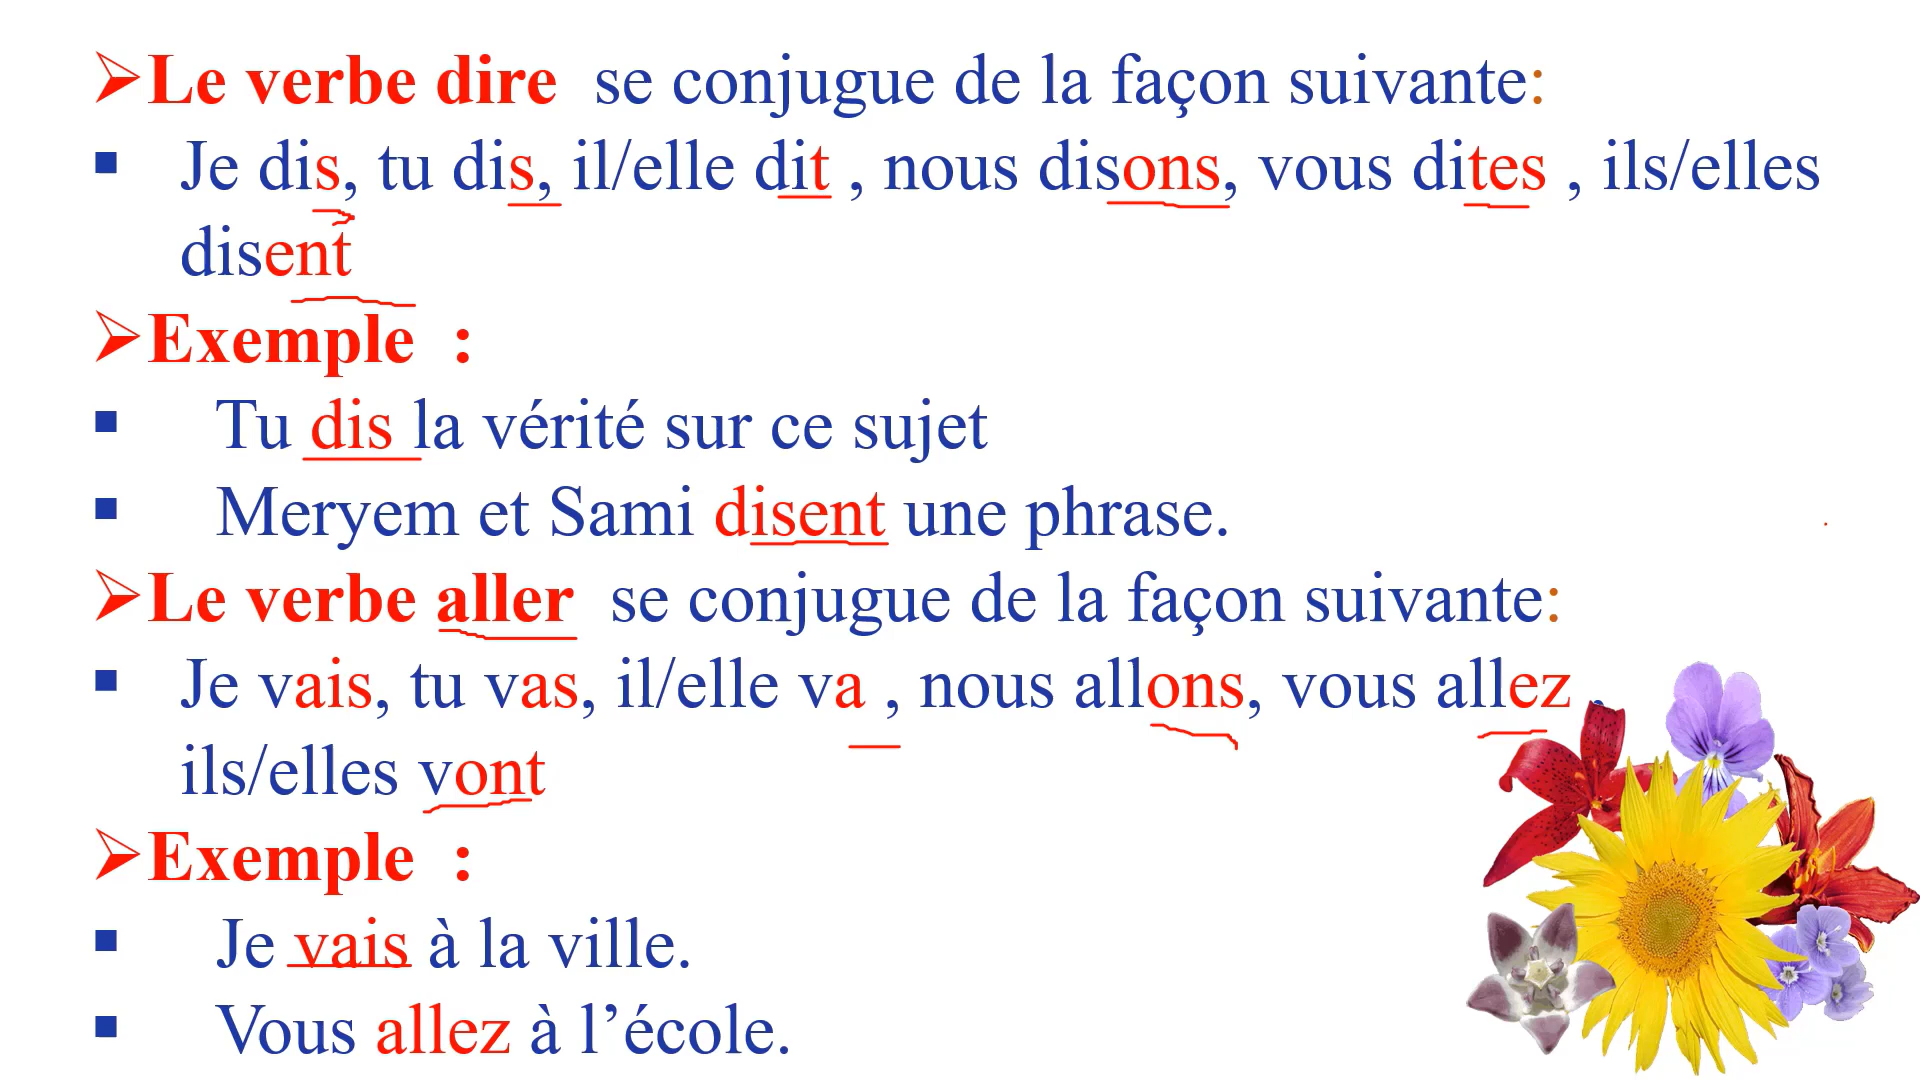 ➢Le verbe dire se conjugue de la façon suivante:
▪ Je dis, tu dis, il/elle dit , nous disons, vous dites , ils/elles
disent
➢Exemple :
▪ Tu dis la vérité sur ce sujet
▪ Meryem et Sami disent une phrase.
➢Le verbe aller se conjugue de la façon suivante:
▪ Je vais, tu vas, il/elle va , nous allons, vous allez ,
ils/elles vont
➢Exemple :
▪ Je vais à la ville.
▪ Vous allez à l’école.